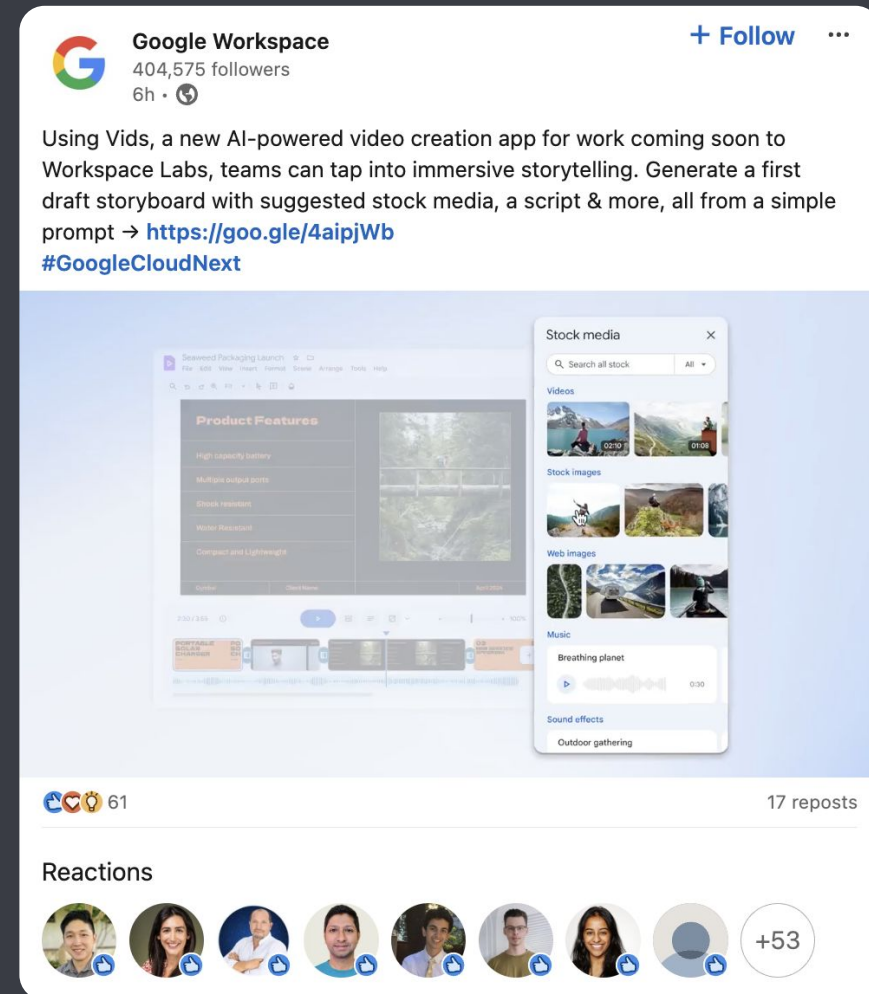 Google Workspace
+ Follow
404,575 followers
6h •
Using Vids, a new AI-powered video creation app for work coming soon to
Workspace Labs, teams can tap into immersive storytelling. Generate a first
draft storyboard with suggested stock media, a script & more, all from a simple
prompt → https://goo.gle/4aipjWb
#GoogleCloudNext
Seaweed Packaging Launch
File Edit View Insert Format Scene Arrange Tools Help
Product Features
High capacity battery
Multiple output ports
Shock resistant
Water Resistant
Compact and Lightweight
April 2024
100%
PORTABLE
SOLAR
CHARGER
Stock media
Search all stock
All
Videos
02:10
01:08
Stock images
Web images
Music
Breathing planet
0:30
Sound effects
Outdoor gathering
61
17 reposts
Reactions
+53